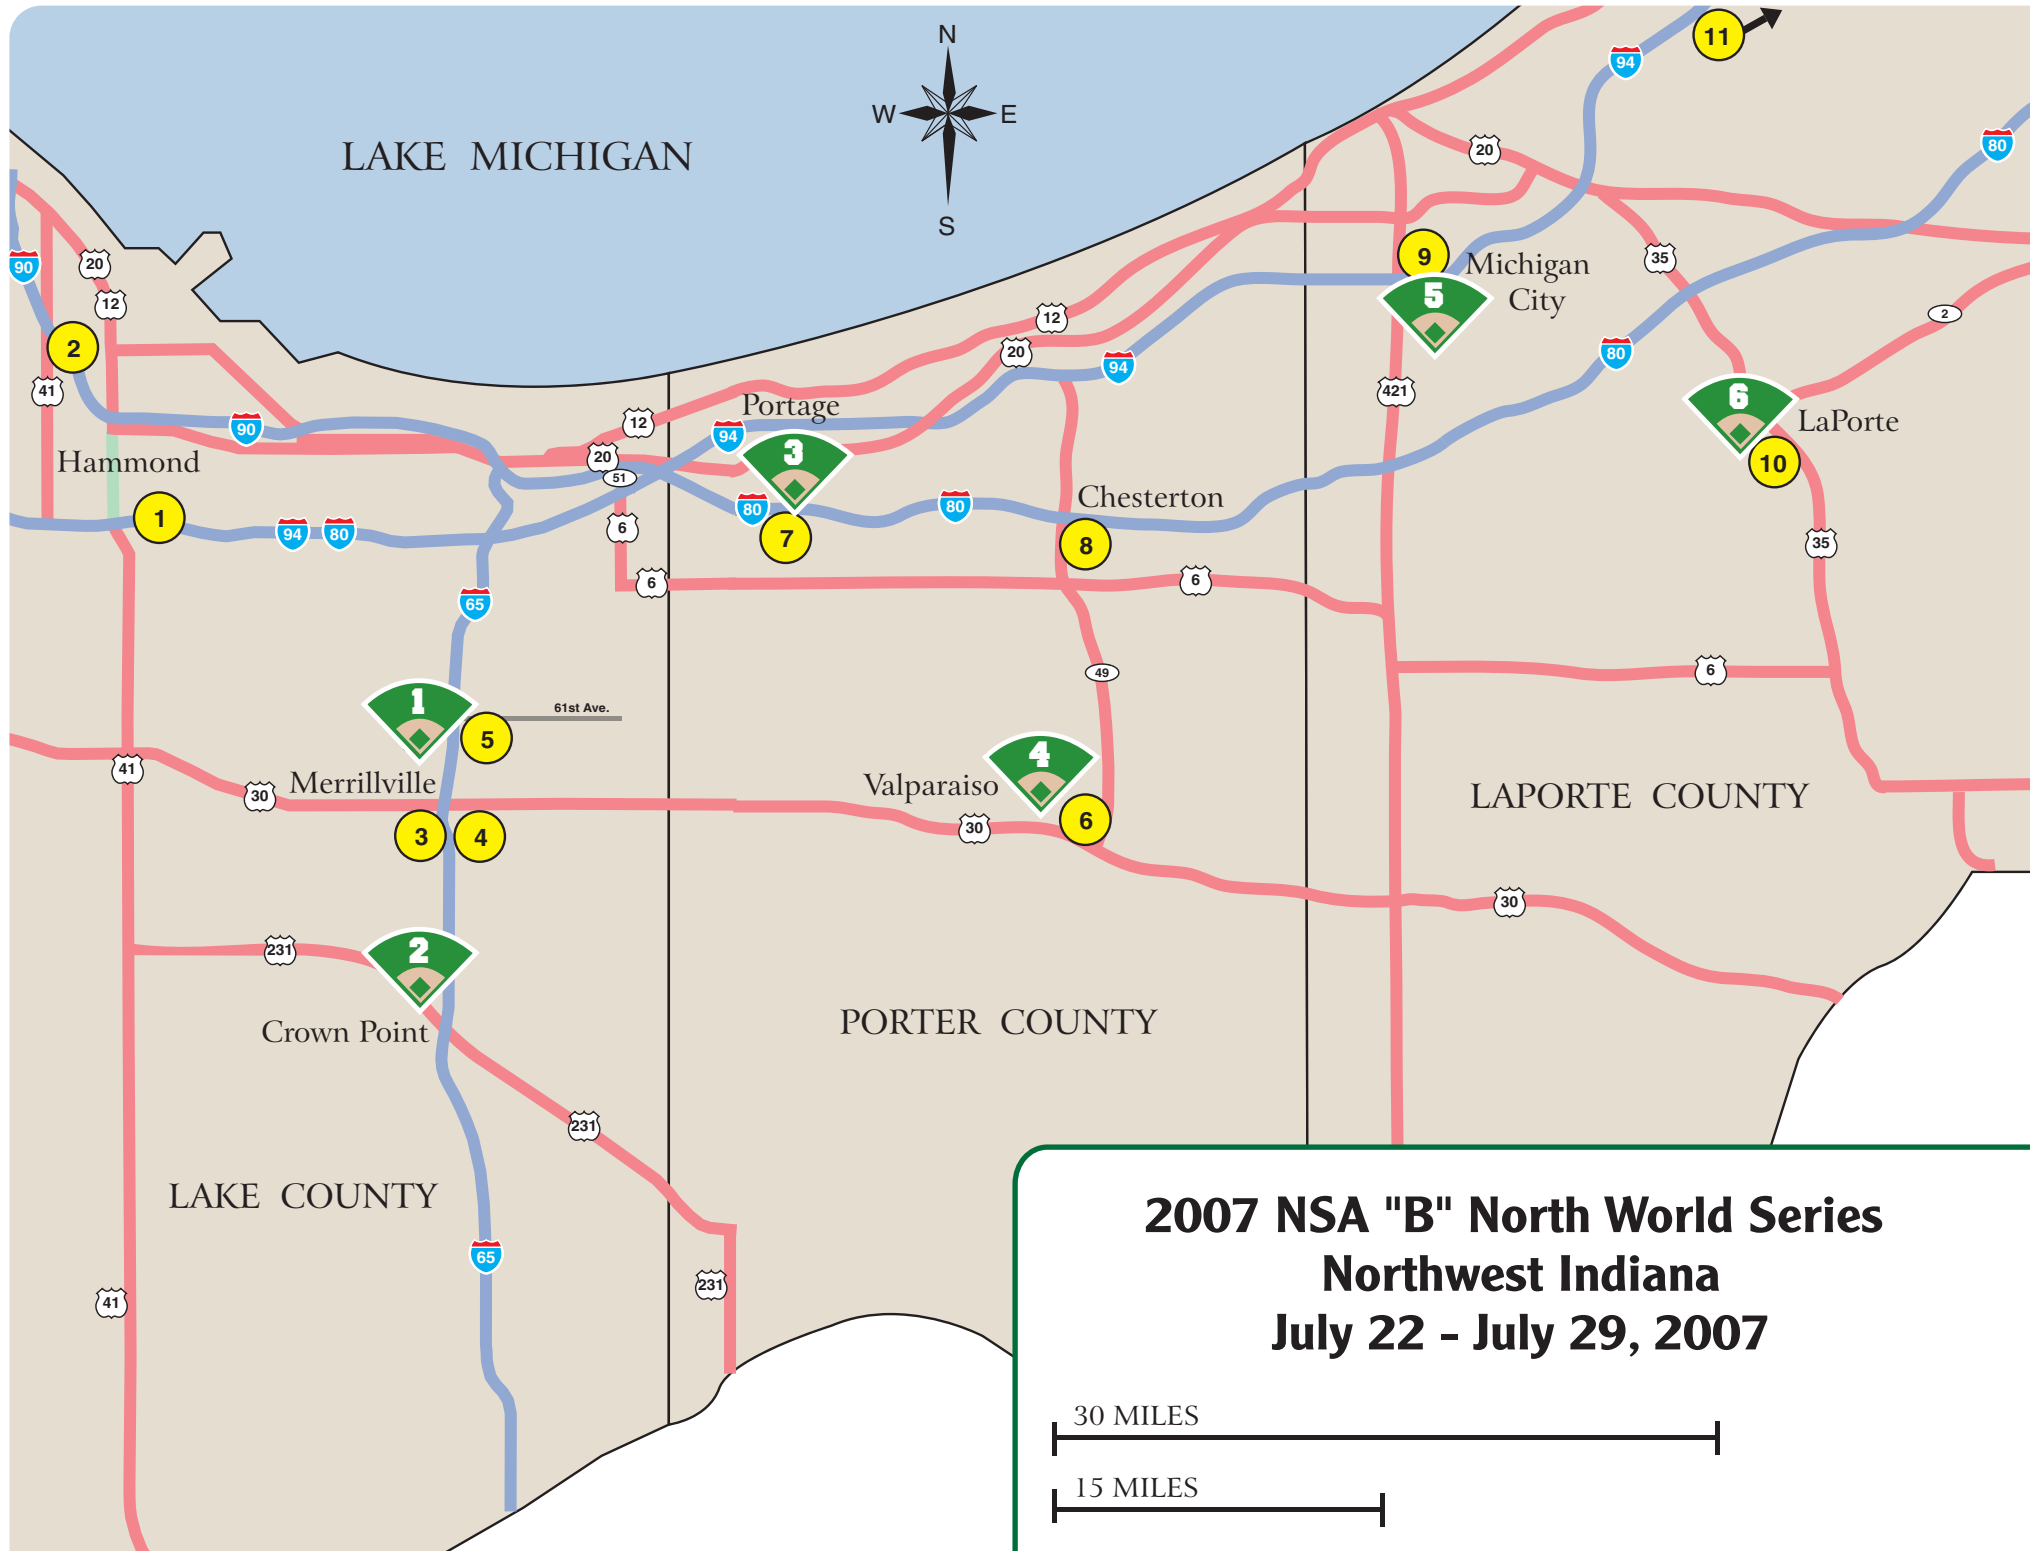 N
11
94
W E
80
LAKE MICHIGAN
20
S
90
20
9
Michigan
35
12
5
City
12
2
2
20
94
80
41
421
6
Portage
12
LaPorte
90
94
20
3
Hammond
10
51
Chesterton
80
80
1
6
94
80
7
8
35
6
6
65
49
6
1
61st Ave.
5
4
41
Merrillville
Valparaiso
30
LAPORTE COUNTY
6
30
3
4
30
2
231
PORTER COUNTY
Crown Point
231
LAKE COUNTY
2007 NSA "B" North World Series
65
Northwest Indiana
231
41
July 22 - July 29, 2007
30 MILES
15 MILES